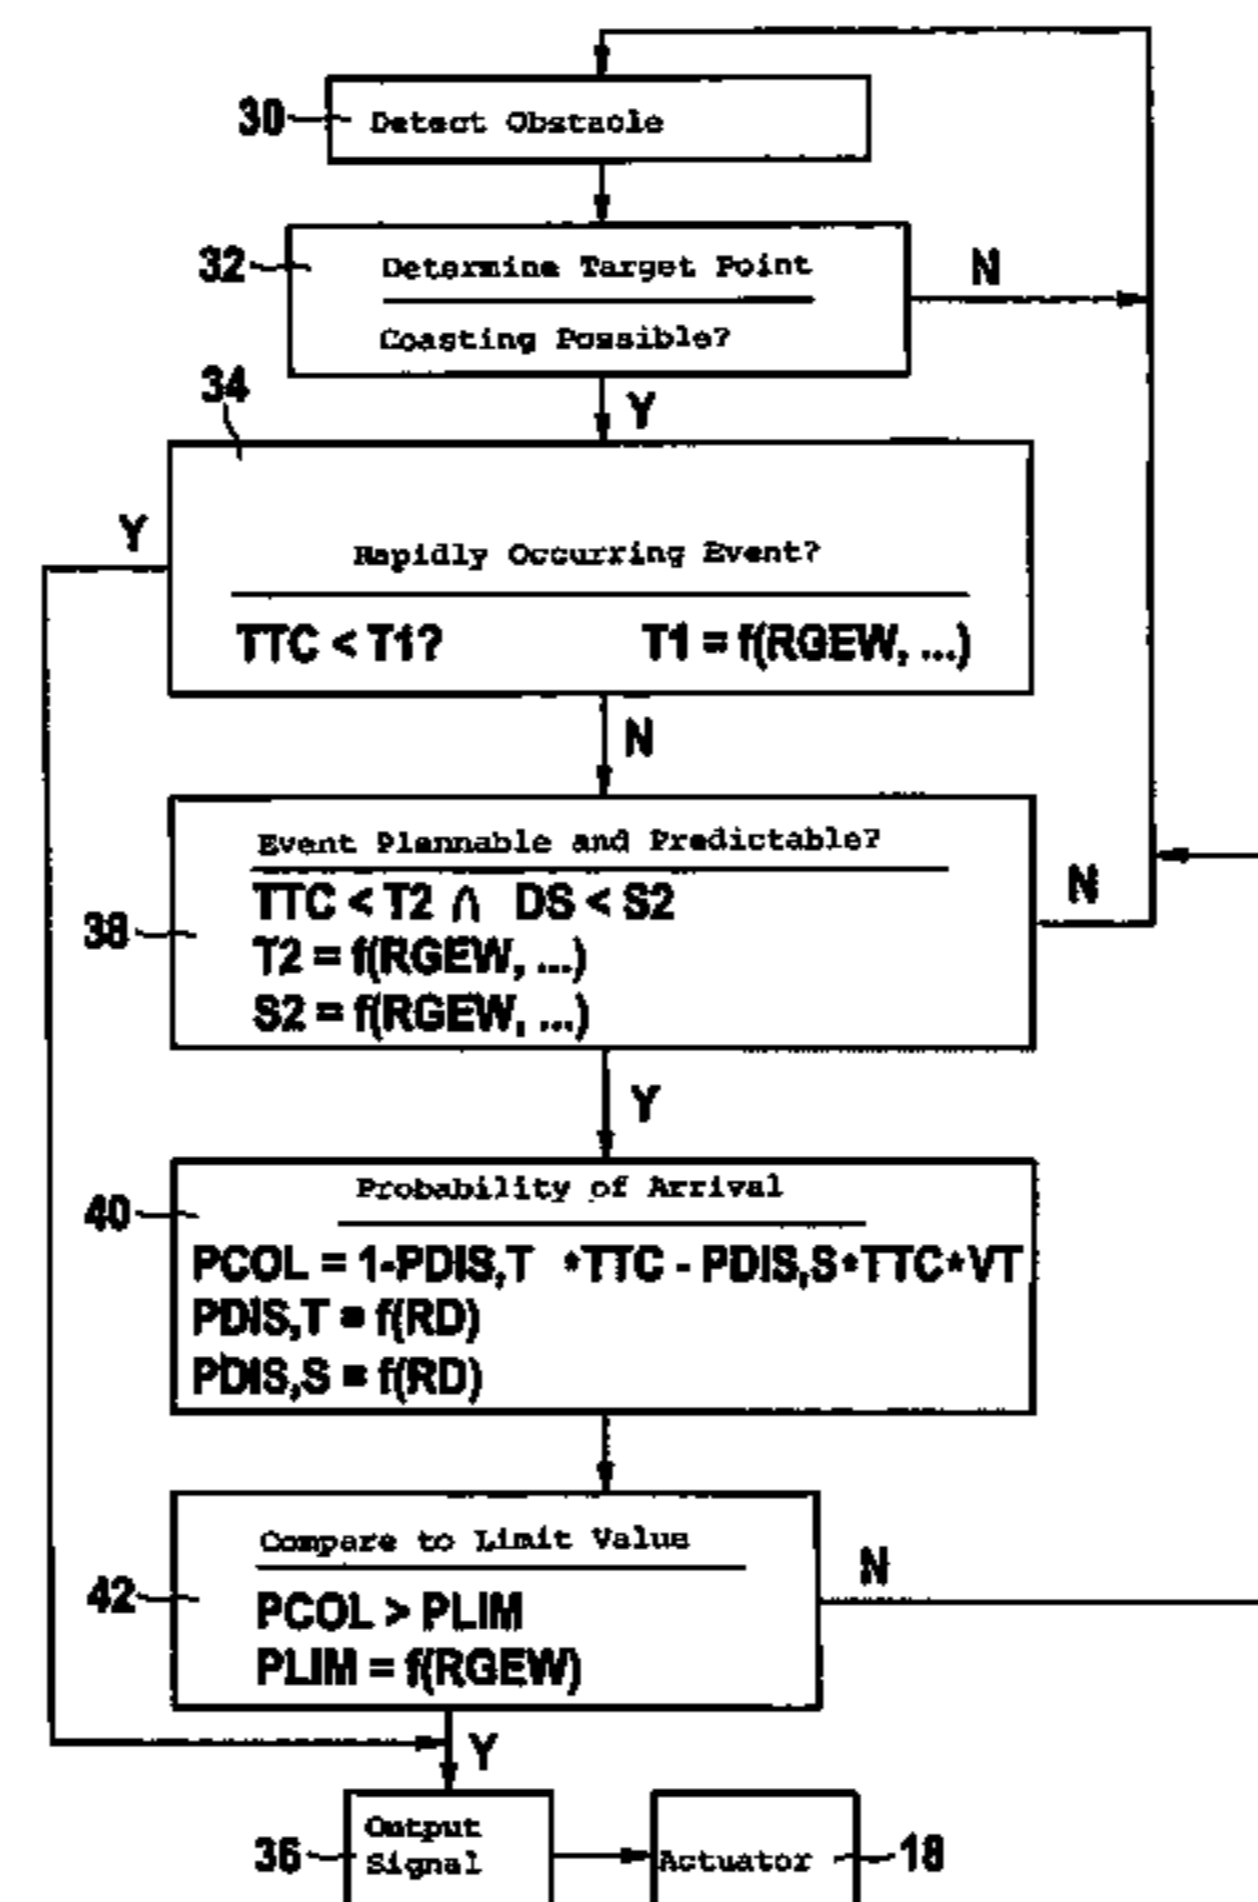 30
Detect Obstacle
32
Determine Target Point
N
Coasting Possible?
34
Y
Y
Rapidly Occurring Event?
TTC < T1? T1 = f(RGEW, ...)
N
Event Plannable and Predictable?
TTC < T2 ∩ DS < S2
N
38
T2 = f(RGEW, ...)
S2 = f(RGEW, ...)
Y
Probability of Arrival
40
PCOL = 1-PDIS,T *TTC - PDIS,S*TTC*VT
PDIS,T = f(RD)
PDIS,S = f(RD)
Compare to Limit Value
N
42
PCOL > PLIM
PLIM = f(RGEW)
Y
36
Output
Signal
Actuator
18